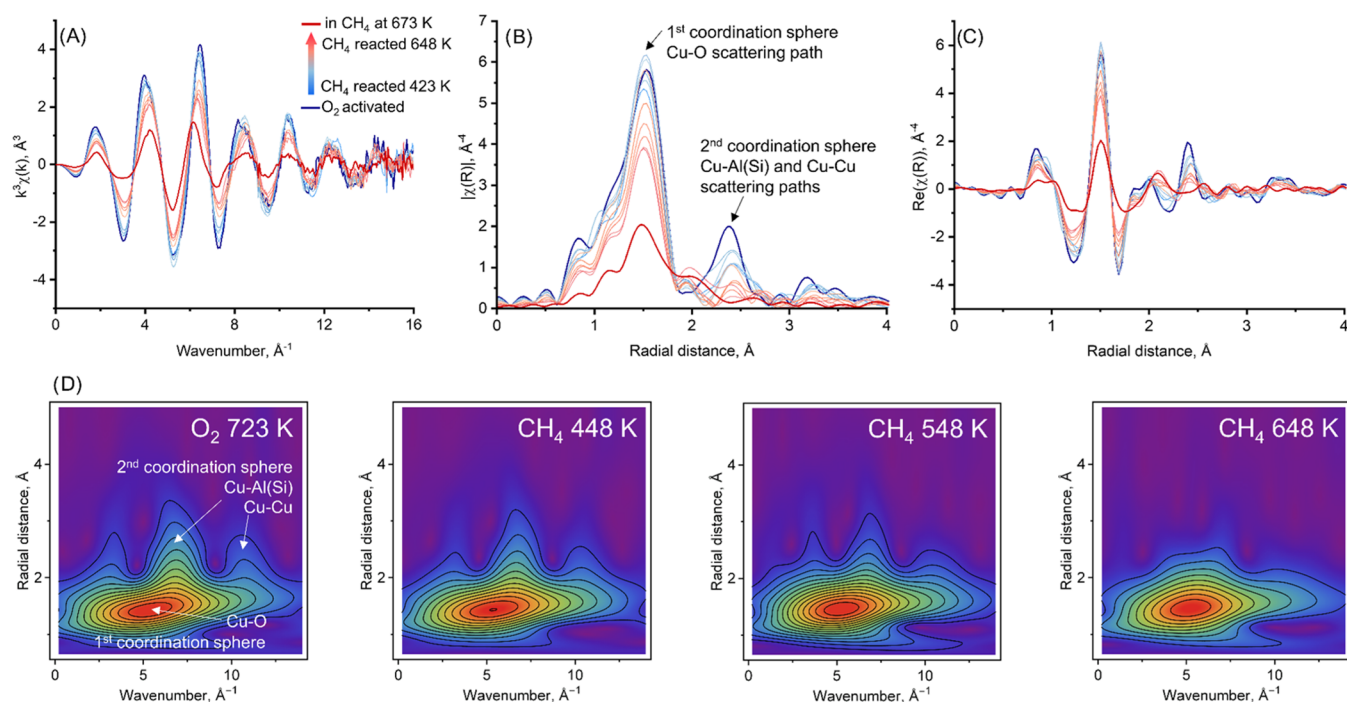 (A)
in CH₄ at 673 K
CH₄ reacted 648 K
CH₄ reacted 423 K
O₂ activated
k³χ(k), Å³
4
2
0
-2
-4
0 4 8 12 16
Wavenumber, Å⁻¹
(B)
1st coordination sphere
Cu-O scattering path
2nd coordination sphere
Cu-Al(Si) and Cu-Cu
scattering paths
|χ(R)|, Å⁻⁴
7
6
5
4
3
2
1
0
0 1 2 3 4
Radial distance, Å
(C)
Re(χ(R)), Å⁻⁴
6
4
2
0
-2
-4
-6
0 1 2 3 4
Radial distance, Å
(D)
O₂ 723 K
2nd coordination sphere
Cu-Al(Si)
Cu-Cu
Cu-O
1st coordination sphere
Radial distance, Å
4
2
0 5 10
Wavenumber, Å⁻¹
CH₄ 448 K
Radial distance, Å
4
2
0 5 10
Wavenumber, Å⁻¹
CH₄ 548 K
Radial distance, Å
4
2
0 5 10
Wavenumber, Å⁻¹
CH₄ 648 K
Radial distance, Å
4
2
0 5 10
Wavenumber, Å⁻¹